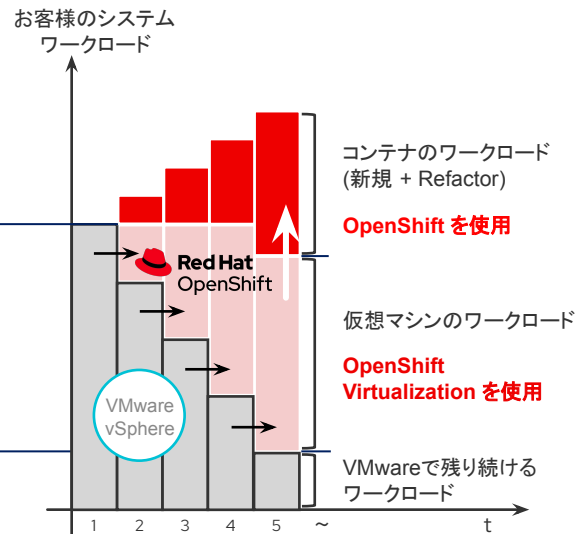 お客様のシステム
ワークロード
コンテナのワークロード
(新規 + Refactor)
OpenShift を使用
Red Hat
OpenShift
仮想マシンのワークロード
OpenShift
Virtualization を使用
VMware
vSphere
VMwareで残り続ける
ワークロード
1 2 3 4 5 ~ t